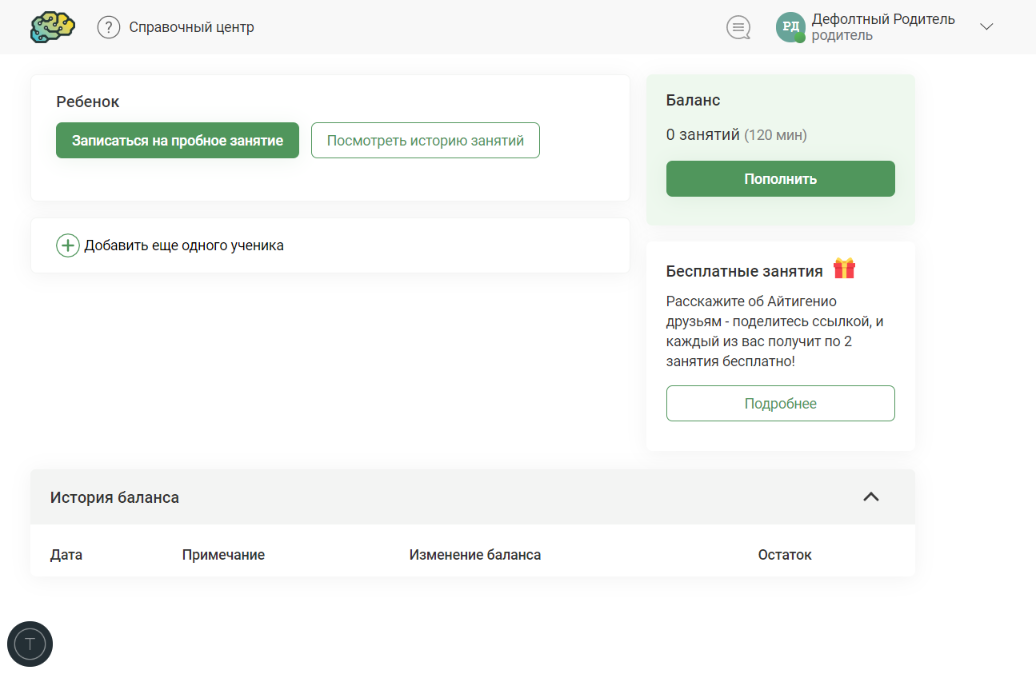 ? Справочный центр
РД Дефолтный Родитель
родитель
Ребенок
Записаться на пробное занятие Посмотреть историю занятий
Добавить еще одного ученика
Баланс
0 занятий (120 мин)
Пополнить
Бесплатные занятия
Расскажите об Айтигенио
друзьям - поделитесь ссылкой, и
каждый из вас получит по 2
занятия бесплатно!
Подробнее
История баланса
Дата Примечание Изменение баланса Остаток
T